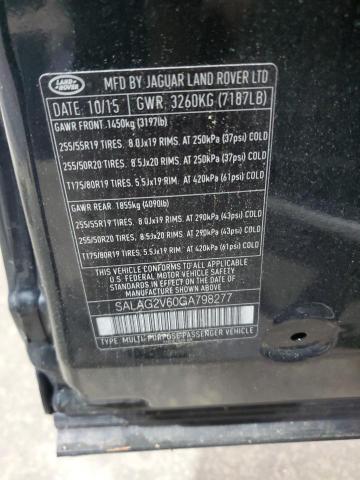 LAND ROVER
MFD BY JAGUAR LAND ROVER LTD
DATE 10/15 GWR 3260KG (7187LB)
GAWR FRONT 1450kg (3197lb)
255/55R19 TIRES, 8.0Jx19 RIMS, AT 250kPa (37psi) COLD
255/50R20 TIRES, 8.5Jx20 RIMS, AT 250kPa (37psi) COLD
T175/80R19 TIRES, 5.5Jx19 RIM, AT 420kPa (61psi) COLD
GAWR REAR 1855kg (4090lb)
255/55R19 TIRES, 8.0Jx19 RIMS, AT 290kPa (43psi) COLD
255/50R20 TIRES, 8.5Jx20 RIMS, AT 290kPa (43psi) COLD
T175/80R19 TIRES, 5.5Jx19 RIM, AT 420kPa (61psi) COLD
THIS VEHICLE CONFORMS TO ALL APPLICABLE
U.S. FEDERAL MOTOR VEHICLE SAFETY STANDARDS
IN EFFECT ON THE DATE OF MANUFACTURE SHOWN ABOVE
SALAG2V60GA798277
TYPE: MULTI-PURPOSE PASSENGER VEHICLE